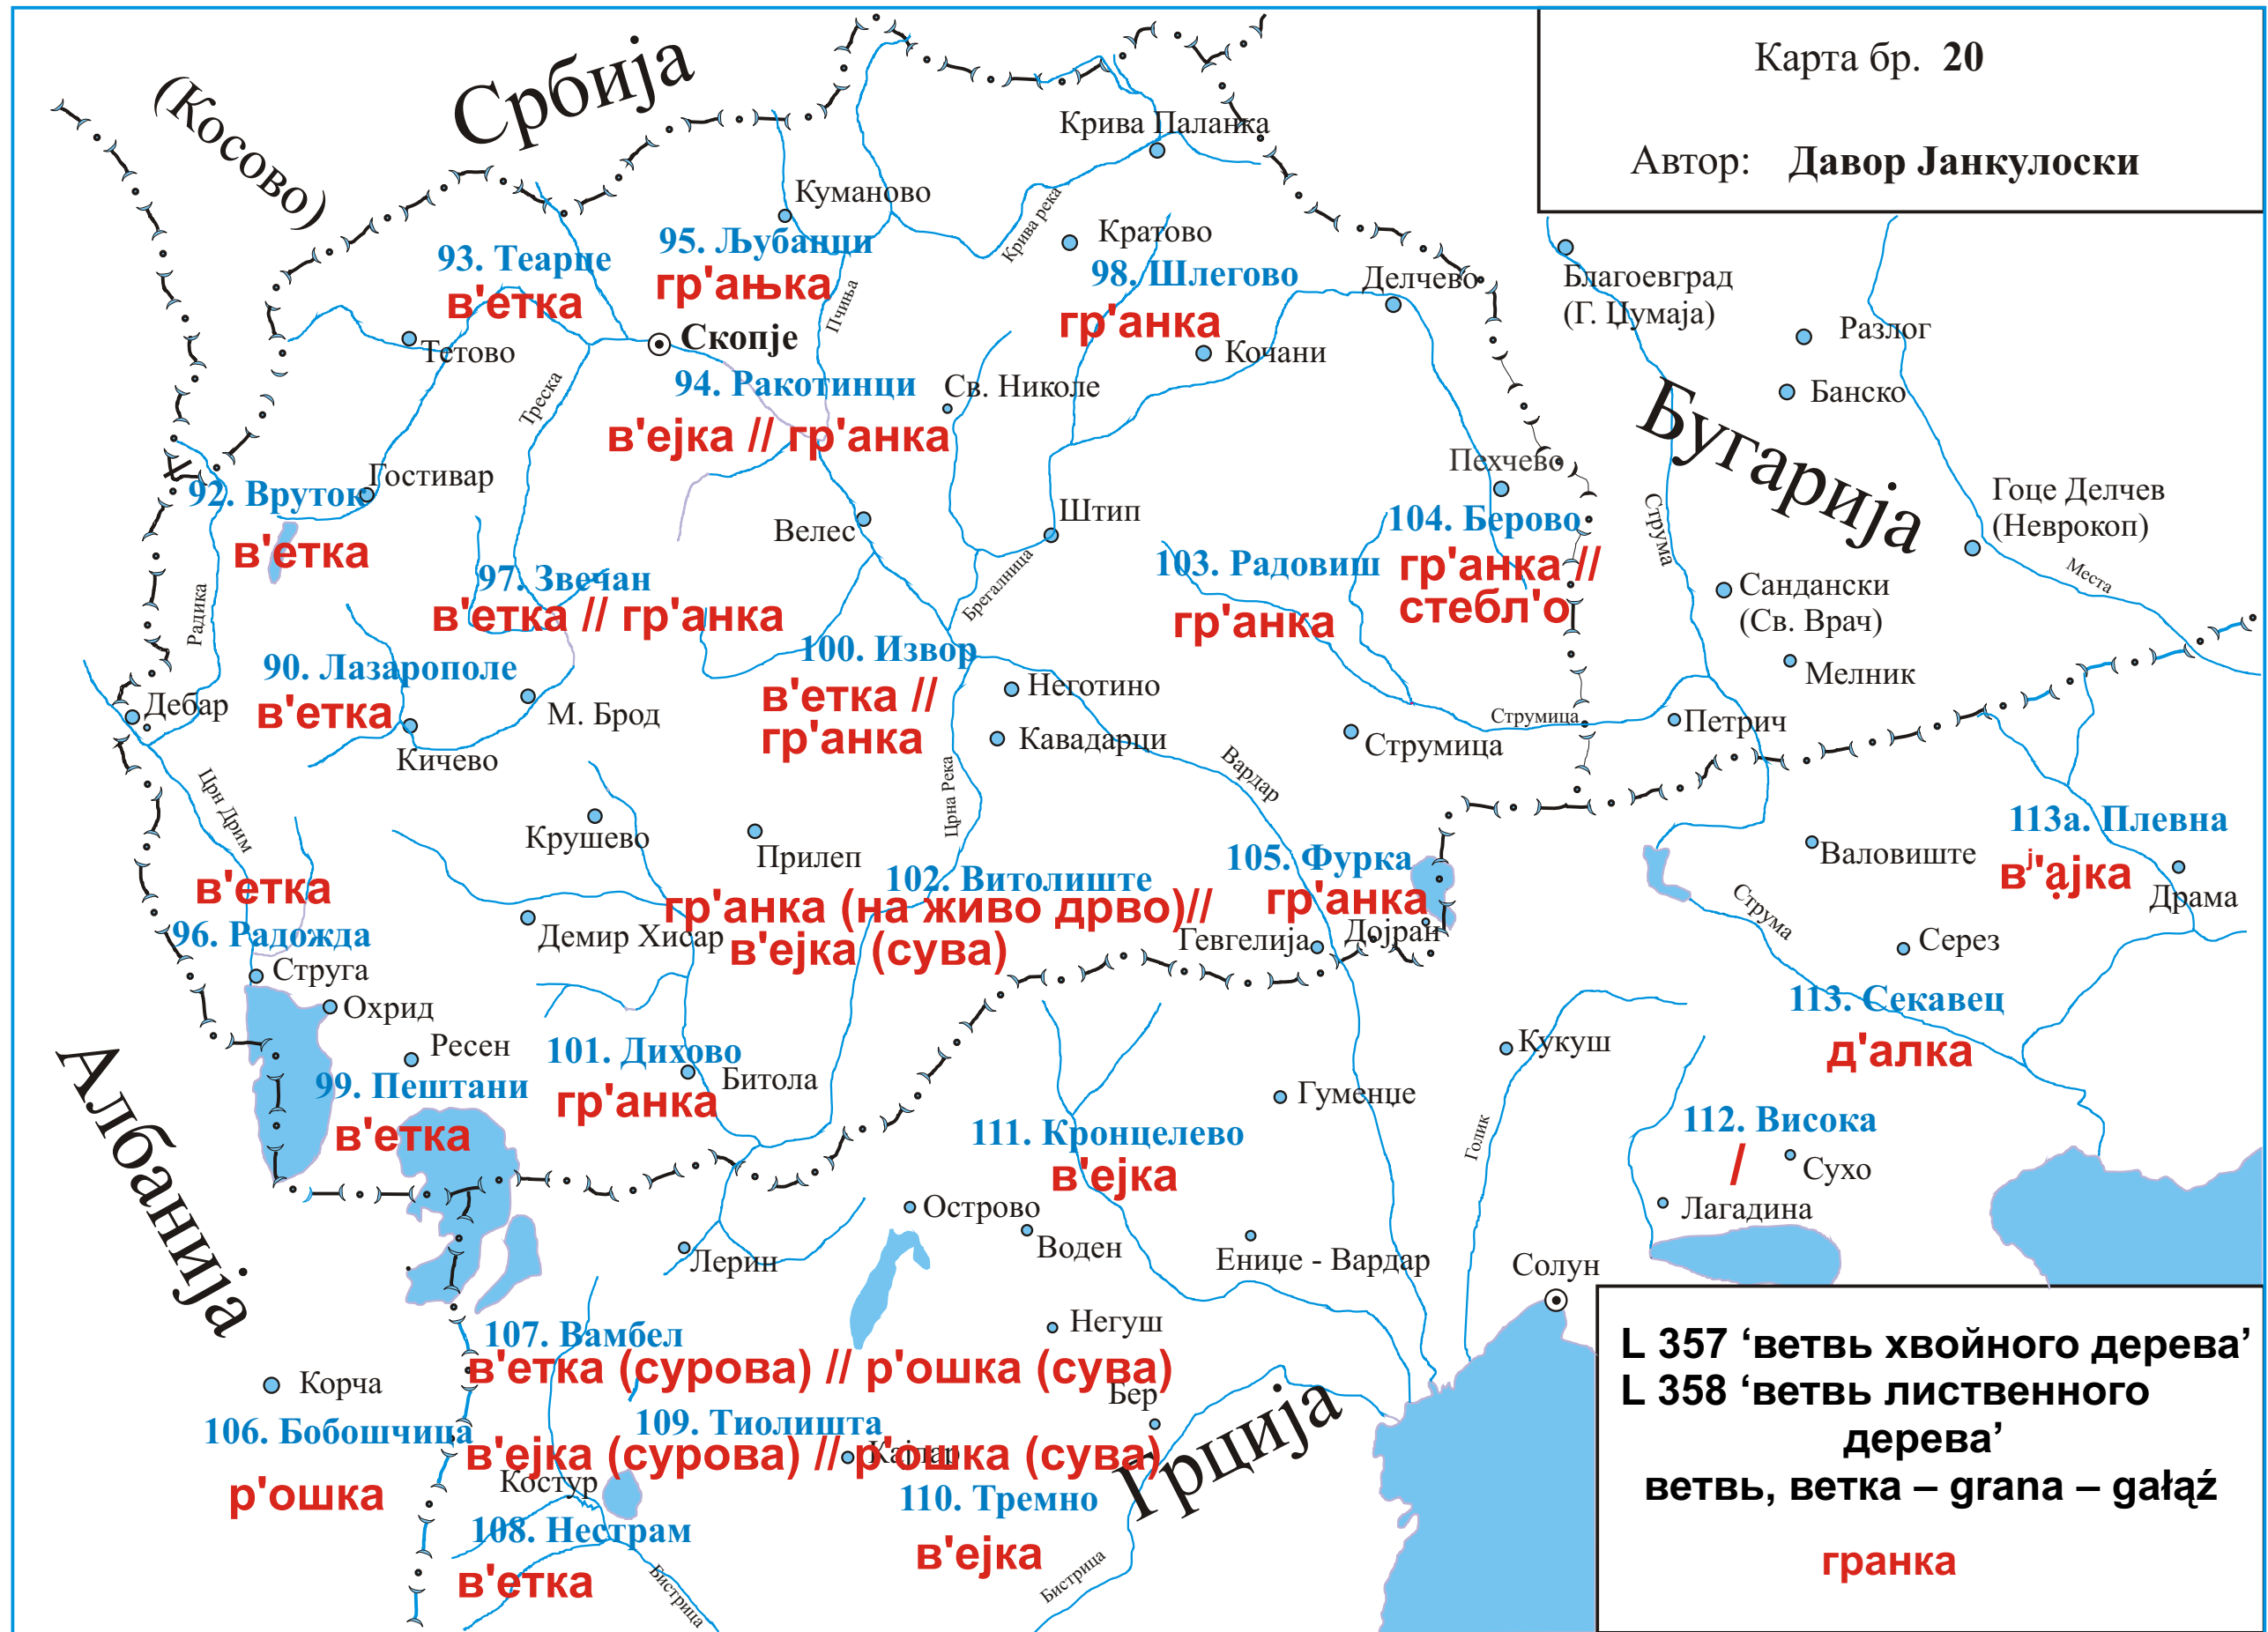 Карта бр. 20
Автор: Давор Јанкулоски
Србија
(Косово)
Крива Паланка
Куманово
Крива река
Кратово
93. Теарце
в'етка
95. Љубанци
гр'ањка
98. Шлегово
гр'анка
Делчево
Благоевград
(Г. Џумаја)
Пчиња
Скопје
Тетово
Кочани
Разлог
Банско
Треска
94. Ракотинци
в'ејка // гр'анка
Св. Николе
Бугарија
Пехчево
Гостивар
92. Вруток
в'етка
Велес
Штип
104. Берово
гр'анка //
стебл'о
Струма
Гоце Делчев
(Неврокоп)
Места
Радика
97. Звечан
в'етка // гр'анка
Брегалница
103. Радовиш
гр'анка
Сандански
(Св. Врач)
Мелник
90. Лазарополе
в'етка
100. Извор
в'етка //
гр'анка
Неготино
Кавадарци
Дебар
М. Брод
Кичево
Струмица
Струмица
Петрич
Црн Дрим
Црна Река
Вардар
Крушево
Прилеп
105. Фурка
гр'анка
113а. Плевна
вʲ'ạјка
Валовиште
Драма
в'етка
96. Радожда
102. Витолиште
гр'анка (на живо дрво)//
в'ејка (сува)
Демир Хисар
Гевгелија
Дојран
Струма
Серез
Струга
Охрид
Ресен
113. Секавец
д'алка
101. Дихово
гр'анка
Битола
Кукуш
Албанија
99. Пештани
в'етка
Гуменџе
111. Кронцелево
в'ејка
Голик
112. Висока
/
Сухо
Лагадина
Острово
Воден
Лерин
Ениџе - Вардар
Солун
Негуш
107. Вамбел
в'етка (сурова) // р'ошка (сува)
Бер
Корча
106. Бобошчица
р'ошка
109. Тиолишта
в'ејка (сурова) // р'ошка (сува)
Кајлар
Грција
Костур
110. Тремно
в'ејка
108. Нестрам
в'етка
Бистрица
Бистрица
L 357 ‘ветвь хвойного дерева’
L 358 ‘ветвь лиственного
дерева’
ветвь, ветка – grana – gałąź
гранка